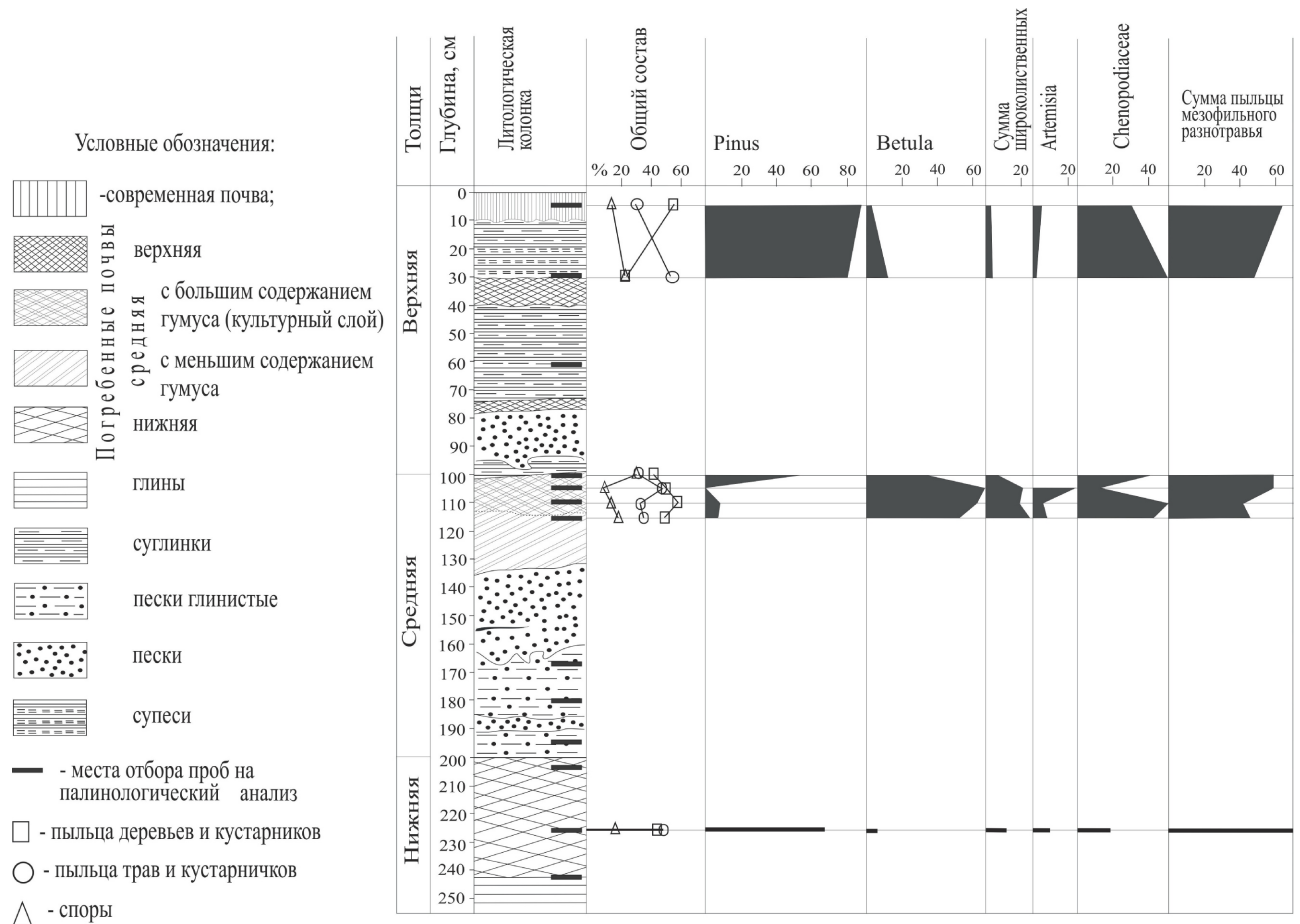 Условные обозначения:
-современная почва;
Погребенные почвы
верхняя
средняя
с большим содержанием
гумуса (культурный слой)
с меньшим содержанием
гумуса
нижняя
глины
суглинки
пески глинистые
пески
супеси
- места отбора проб на
палинологический анализ
- пыльца деревьев и кустарников
- пыльца трав и кустарничков
- споры
Толщи
Глубина, см
Литологическая
колонка
Общий состав
Pinus
Betula
Сумма
широколиственных
Artemisia
Chenopodiaceae
Сумма пыльцы
мезофильного
разнотравья
% 20 40 60
20 40 60 80
20 40 60
20
20
20 40
20 40 60
Верхняя
Средняя
Нижняя
0
10
20
30
40
50
60
70
80
90
100
110
120
130
140
150
160
170
180
190
200
210
220
230
240
250